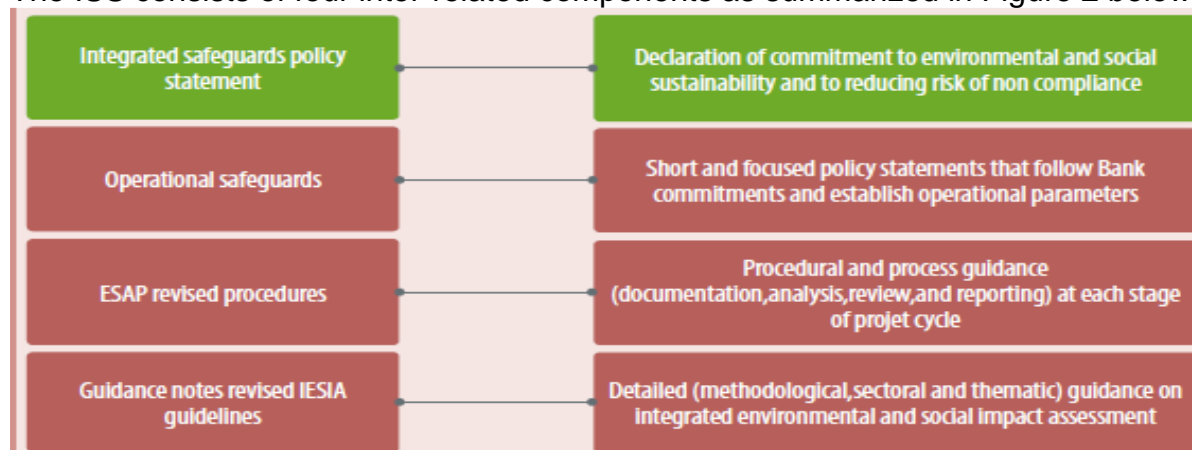 The ISS consists of four inter-related components as summarized in Figure 2 below
Integrated safeguards policy
statement
Declaration of commitment to environmental and social
sustainability and to reducing risk of non compliance
Operational safeguards
Short and focused policy statements that follow Bank
commitments and establish operational parameters
ESAP revised procedures
Procedural and process guidance
(documentation,analysis,review,and reporting) at each stage
of projet cycle
Guidance notes revised IESIA
guidelines
Detailed (methodological,sectoral and thematic) guidance on
integrated environmental and social impact assessment